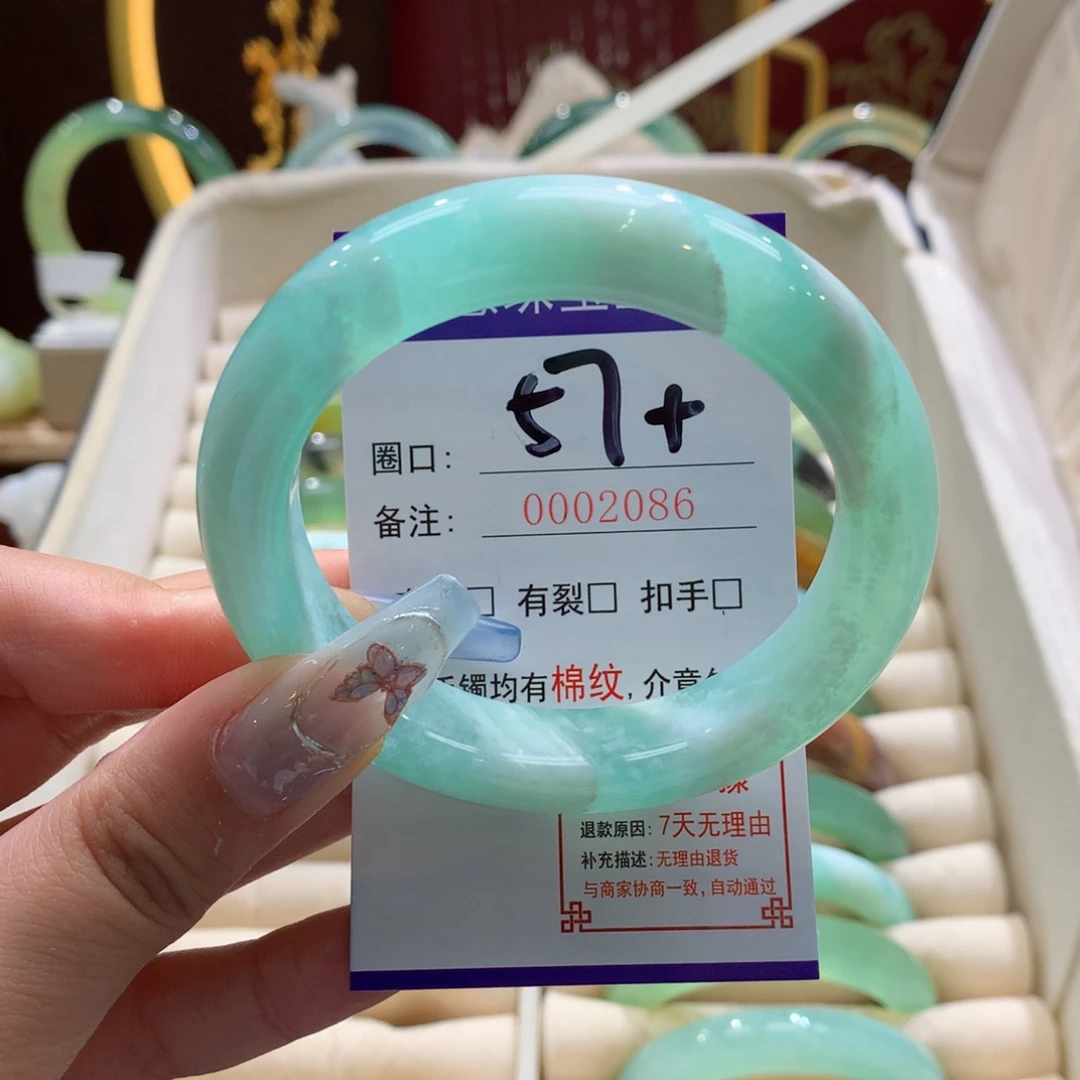 圈口: 57+
备注: 0002086
有裂□ 扣手□
镯均有棉纹,介意
退款原因: 7天无理由
补充描述: 无理由退货
与商家协商一致, 自动通过